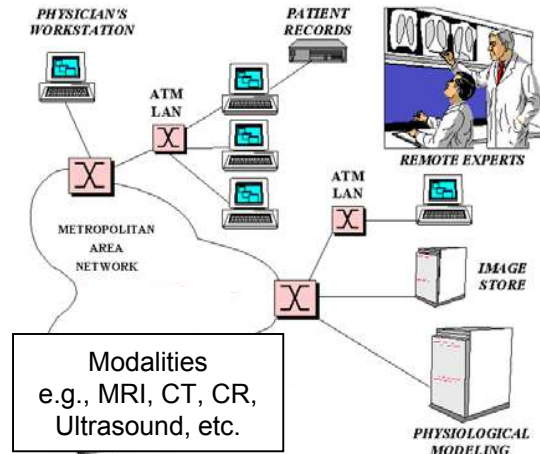 PHYSICIAN'S
WORKSTATION
PATIENT
RECORDS
ATM
LAN
REMOTE EXPERTS
ATM
LAN
METROPOLITAN
AREA
NETWORK
IMAGE
STORE
Modalities
e.g., MRI, CT, CR,
Ultrasound, etc.
PHYSIOLOGICAL
MODELING